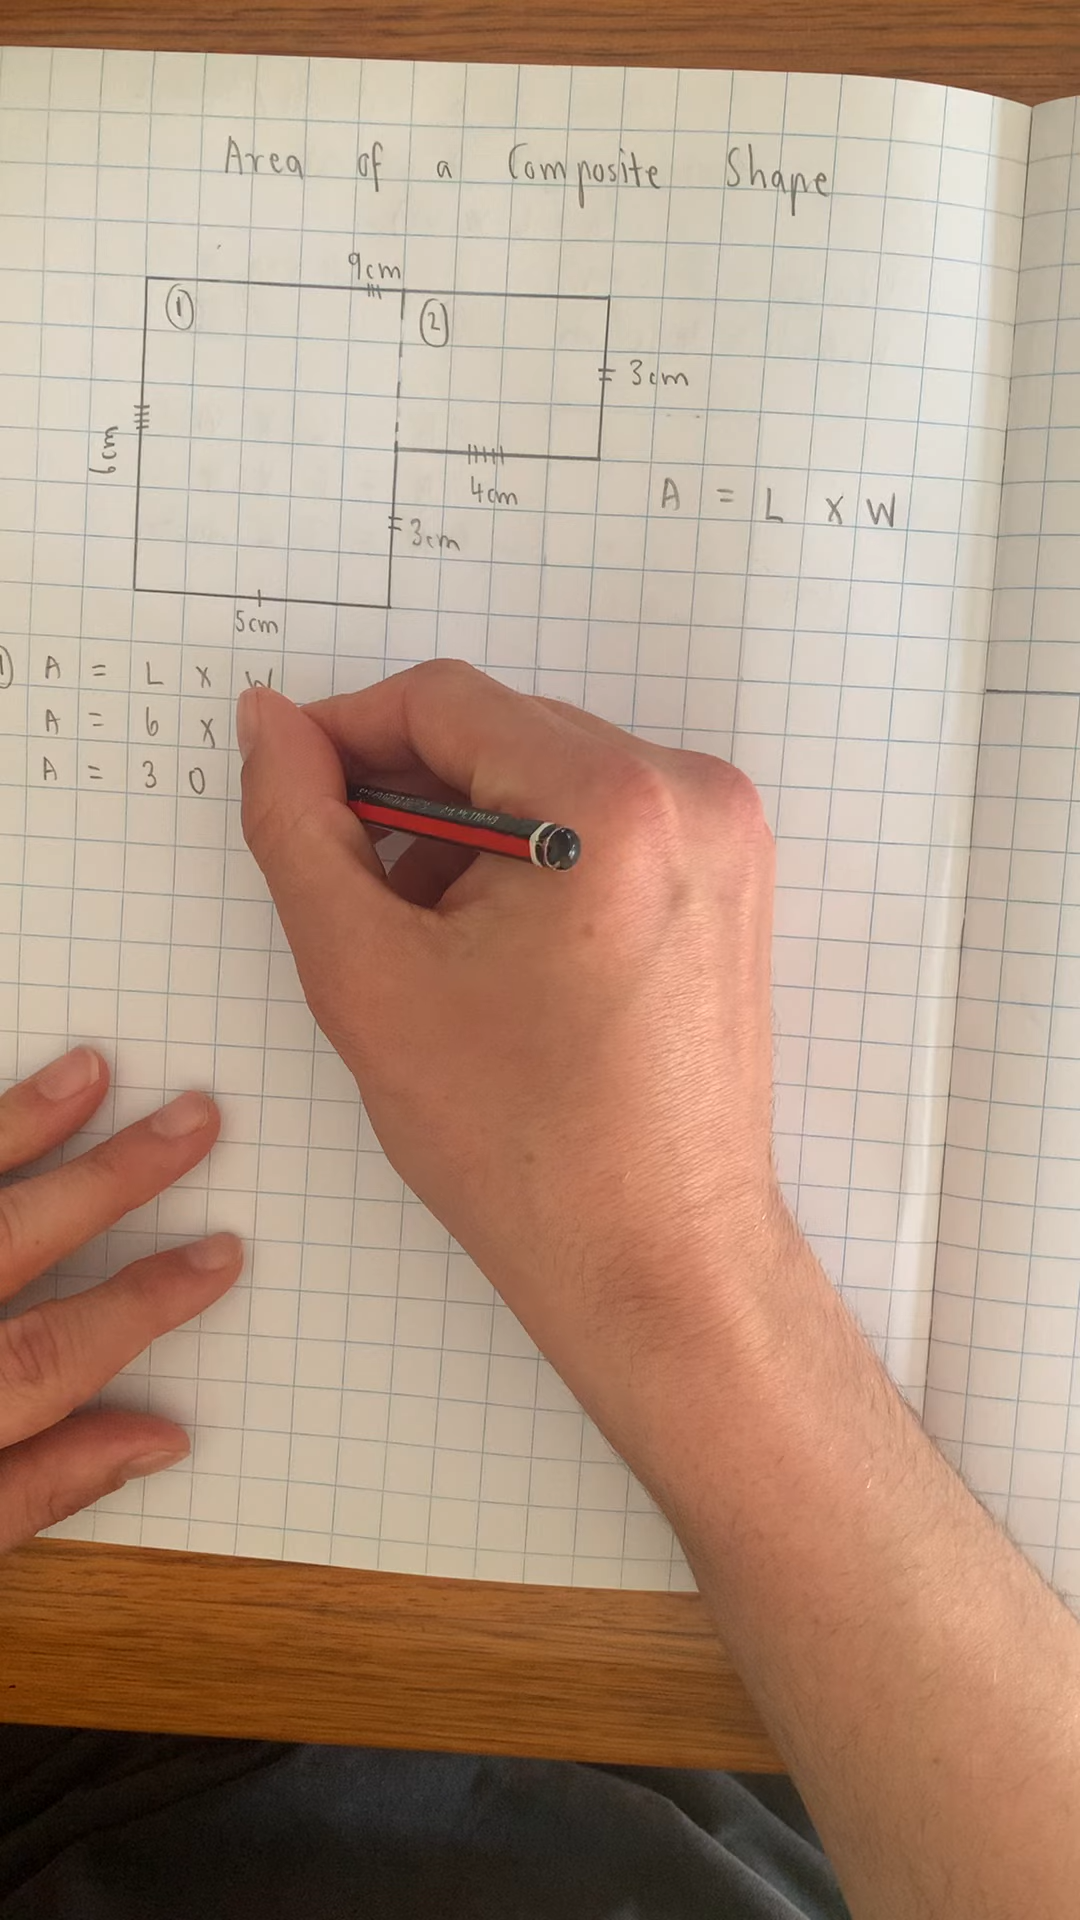 Area of a Composite Shape
9cm
① ②
3cm
6cm
4cm
A = L x W
3cm
5cm
① A = L x W
A = 6 x
A = 3 0